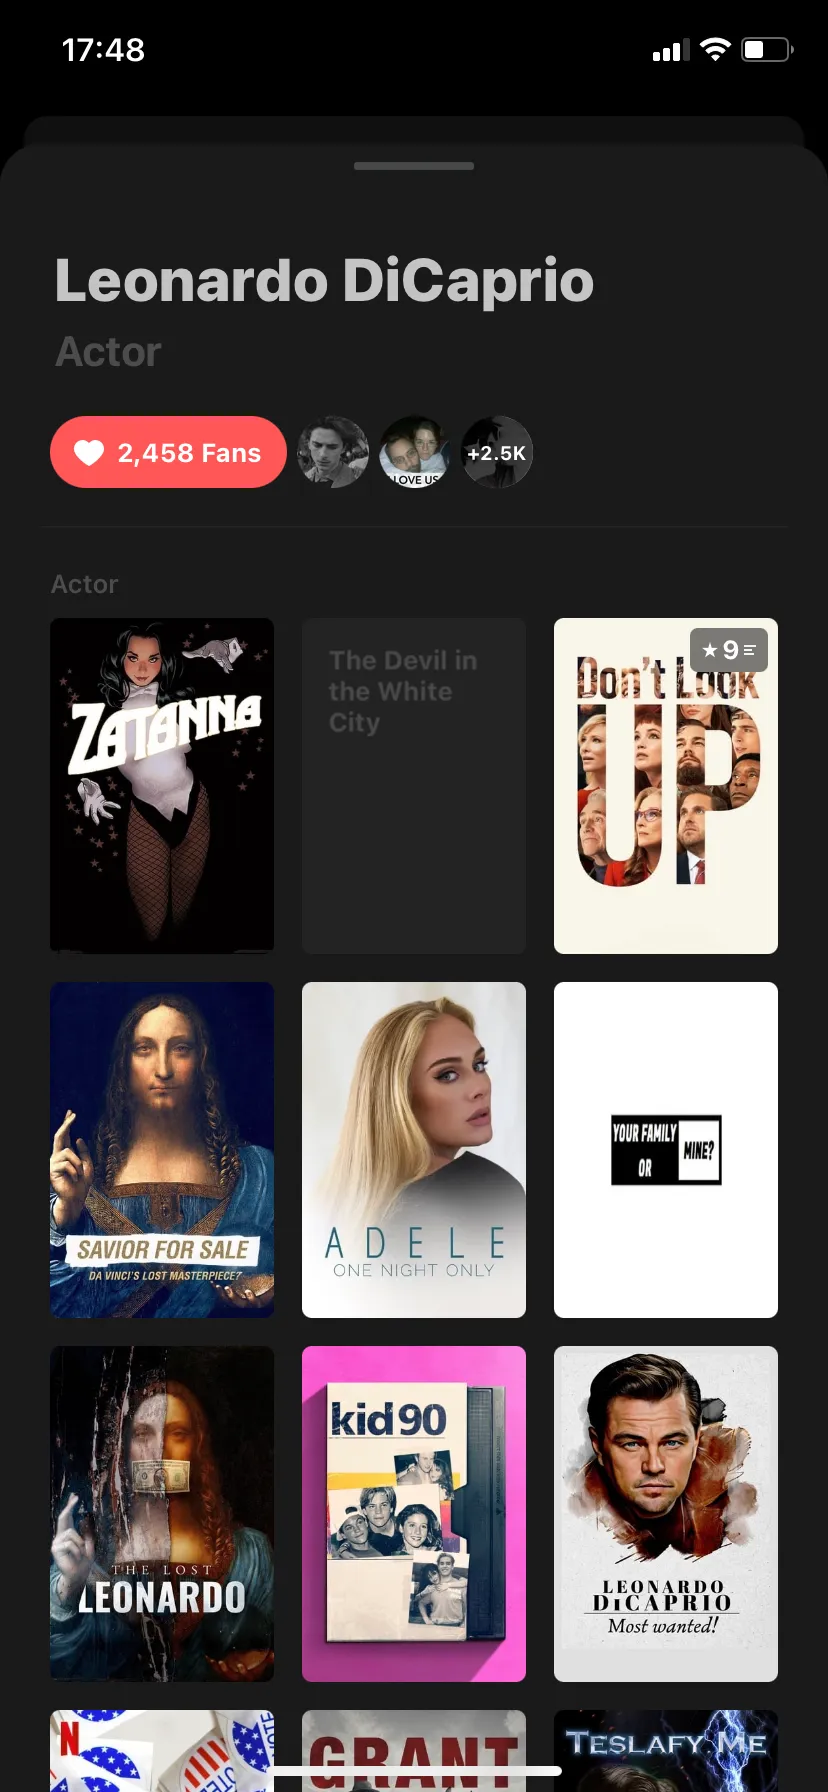 17:48
Leonardo DiCaprio
Actor
2,458 Fans
LOVE US
+2.5K
Actor
ZATANNA
The Devil in
the White
City
9
Don't Look
UP
SAVIOR FOR SALE
DA VINCI'S LOST MASTERPIECE?
ADELE
ONE NIGHT ONLY
YOUR FAMILY
OR
MINE?
THE LOST
LEONARDO
kid 90
LEONARDO
DiCAPRIO
Most wanted!
N
VOTE
GRANT
TESLAFY ME